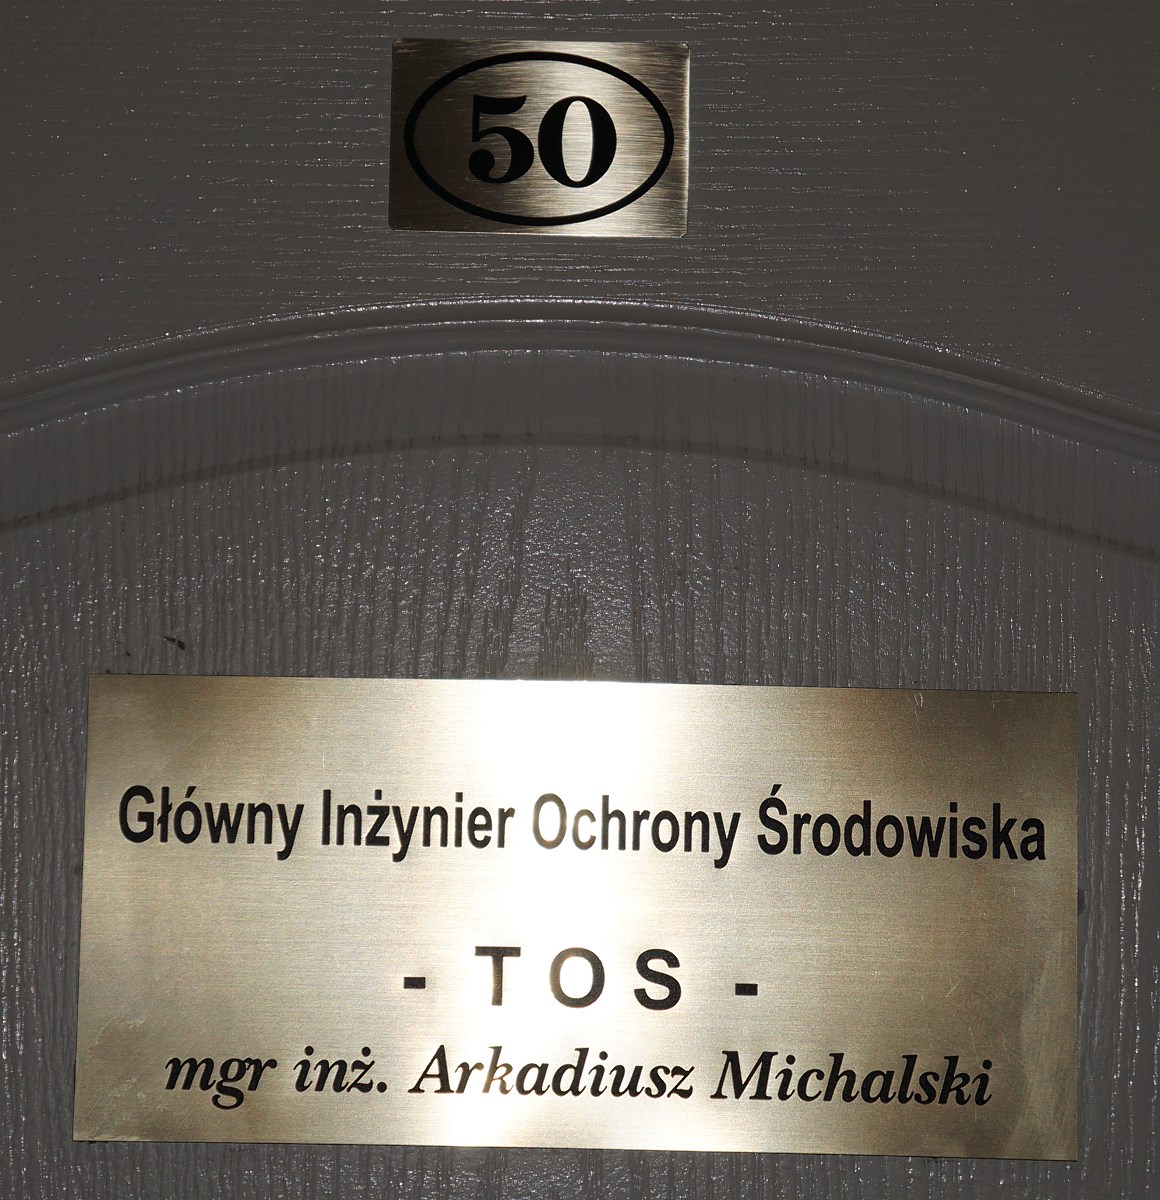 50
Główny Inżynier Ochrony Środowiska
- T O S -
mgr inż. Arkadiusz Michalski